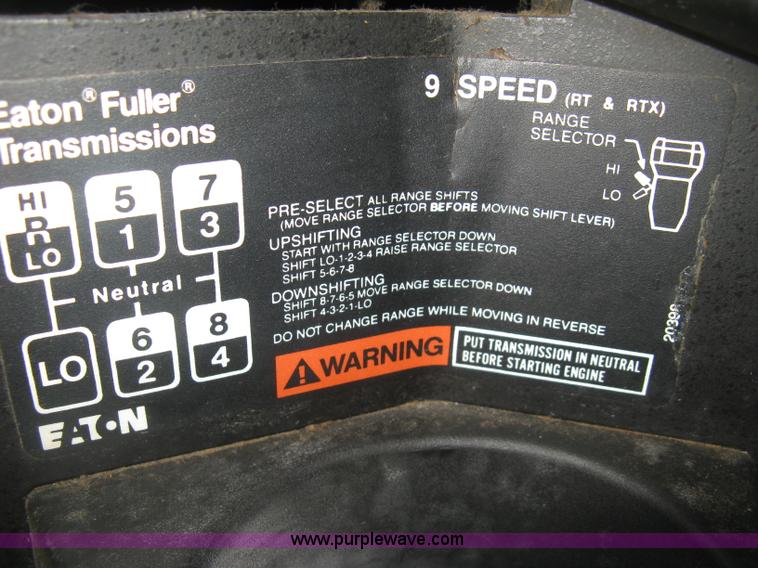 Eaton® Fuller®
Transmissions
9 SPEED (RT & RTX)
RANGE
SELECTOR
HI
LO
HI
R
LO
5
1
7
3
Neutral
LO
6
2
8
4
EATON
PRE-SELECT ALL RANGE SHIFTS
(MOVE RANGE SELECTOR BEFORE MOVING SHIFT LEVER)
UPSHIFTING
START WITH RANGE SELECTOR DOWN
SHIFT LO-1-2-3-4 RAISE RANGE SELECTOR
SHIFT 5-6-7-8
DOWNSHIFTING
SHIFT 8-7-6-5 MOVE RANGE SELECTOR DOWN
SHIFT 4-3-2-1-LO
DO NOT CHANGE RANGE WHILE MOVING IN REVERSE
WARNING
PUT TRANSMISSION IN NEUTRAL
BEFORE STARTING ENGINE
www.purplewave.com